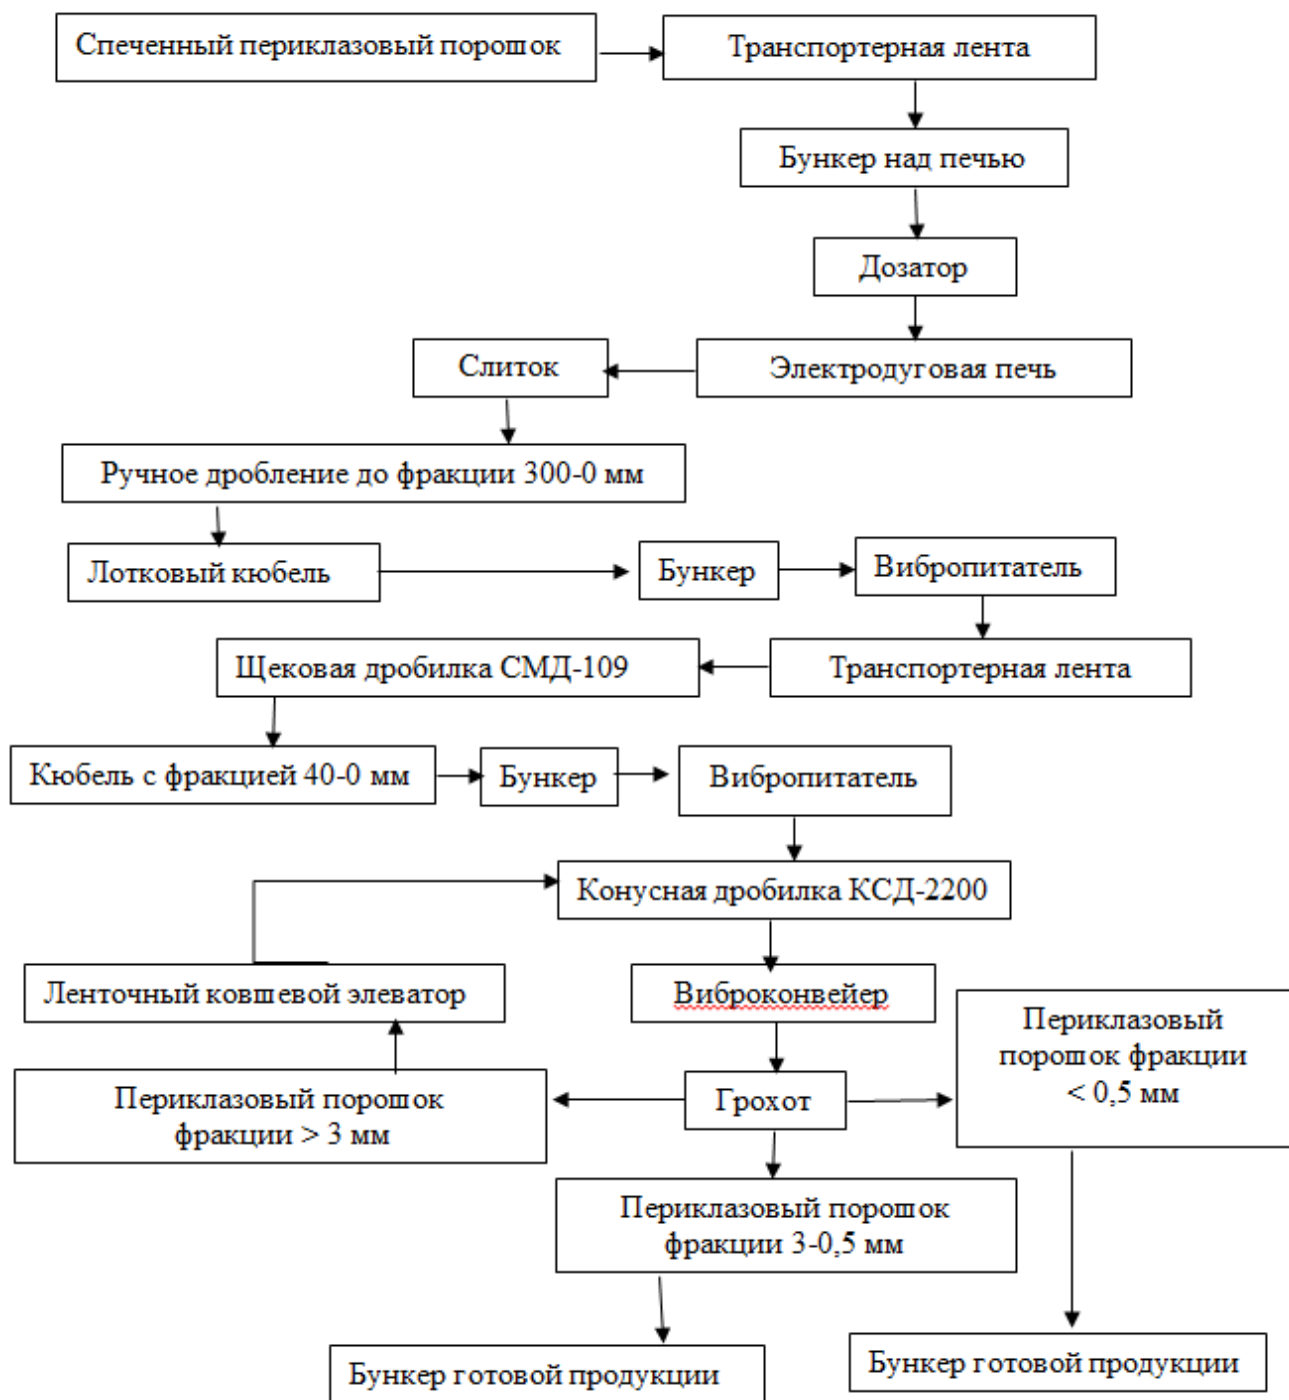 Спеченный периклазовый порошок
Транспортерная лента
Бункер над печью
Дозатор
Слиток
Электродуговая печь
Ручное дробление до фракции 300-0 мм
Лотковый кюбель
Бункер
Вибропитатель
Щековая дробилка СМД-109
Транспортерная лента
Кюбель с фракцией 40-0 мм
Бункер
Вибропитатель
Конусная дробилка КСД-2200
Ленточный ковшевой элеватор
Виброконвейер
Периклазовый
порошок фракции
< 0,5 мм
Периклазовый порошок
фракции > 3 мм
Грохот
Периклазовый порошок
фракции 3-0,5 мм
Бункер готовой продукции
Бункер готовой продукции